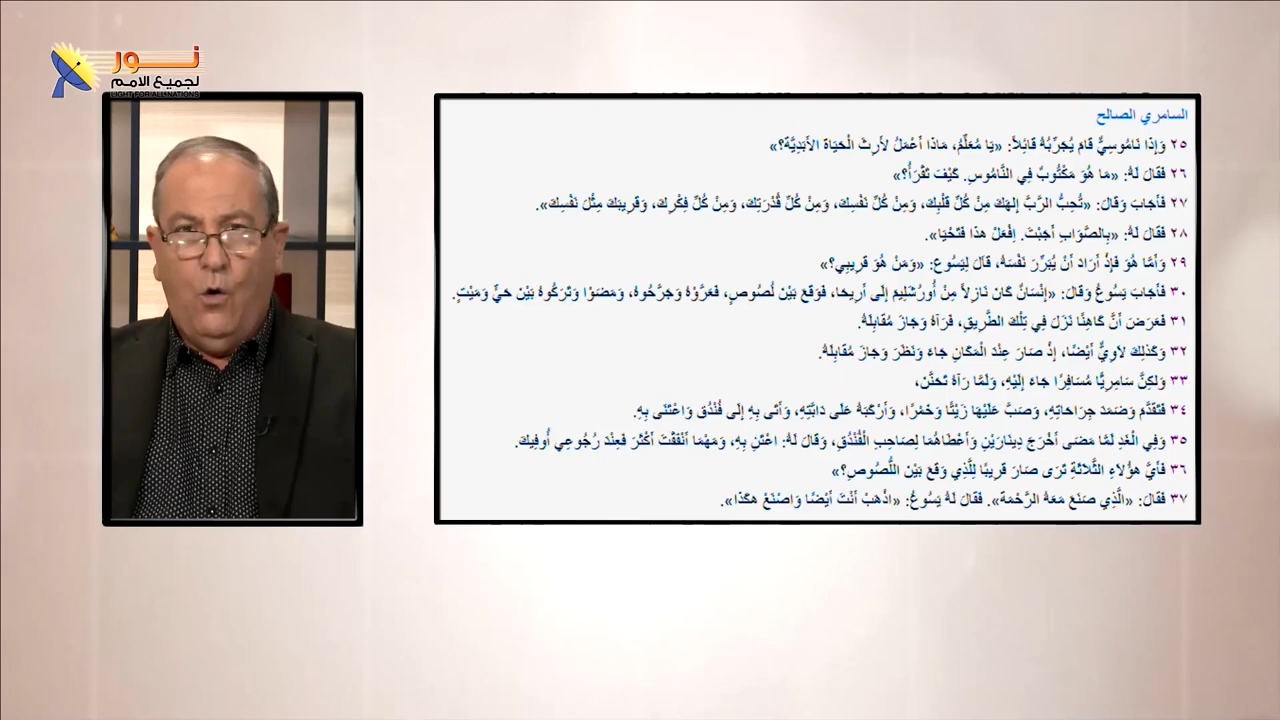 نور
لجميع الامم
LIGHT FOR ALL NATIONS
السامري الصالح
٢٥ وَإِذَا نَامُوسِيٌّ قَامَ يُجَرِّبُهُ قَائِلاً: «يَا مُعَلِّمُ، مَاذَا أَعْمَلُ لأَرِثَ الْحَيَاةَ الأَبَدِيَّةَ؟»
٢٦ فَقَالَ لَهُ: «مَا هُوَ مَكْتُوبٌ فِي النَّامُوسِ. كَيْفَ تَقْرَأُ؟»
٢٧ فَأَجَابَ وَقَالَ: «تُحِبُّ الرَّبَّ إِلهَكَ مِنْ كُلِّ قَلْبِكَ، وَمِنْ كُلِّ نَفْسِكَ، وَمِنْ كُلِّ قُدْرَتِكَ، وَمِنْ كُلِّ فِكْرِكَ، وَقَرِيبَكَ مِثْلَ نَفْسِكَ».
٢٨ فَقَالَ لَهُ: «بِالصَّوَابِ أَجَبْتَ. اِفْعَلْ هذَا فَتَحْيَا».
٢٩ وَأَمَّا هُوَ فَإِذْ أَرَادَ أَنْ يُبَرِّرَ نَفْسَهُ، قَالَ لِيَسُوعَ: «وَمَنْ هُوَ قَرِيبِي؟»
٣٠ فَأَجَابَ يَسُوعُ وَقَالَ: «إِنْسَانٌ كَانَ نَازِلاً مِنْ أُورُشَلِيمَ إِلَى أَرِيحَا، فَوَقَعَ بَيْنَ لُصُوصٍ، فَعَرَّوْهُ وَجَرَّحُوهُ، وَمَضَوْا وَتَرَكُوهُ بَيْنَ حَيٍّ وَمَيْتٍ.
٣١ فَعَرَضَ أَنَّ كَاهِنًا نَزَلَ فِي تِلْكَ الطَّرِيقِ، فَرَآهُ وَجَازَ مُقَابِلَهُ.
٣٢ وَكَذلِكَ لاَوِيٌّ أَيْضًا، إِذْ صَارَ عِنْدَ الْمَكَانِ جَاءَ وَنَظَرَ وَجَازَ مُقَابِلَهُ.
٣٣ وَلكِنَّ سَامِرِيًّا مُسَافِرًا جَاءَ إِلَيْهِ، وَلَمَّا رَآهُ تَحَنَّنَ،
٣٤ فَتَقَدَّمَ وَضَمَدَ جِرَاحَاتِهِ، وَصَبَّ عَلَيْهَا زَيْتًا وَخَمْرًا، وَأَرْكَبَهُ عَلَى دَابَّتِهِ، وَأَتَى بِهِ إِلَى فُنْدُق وَاعْتَنَى بِهِ.
٣٥ وَفِي الْغَدِ لَمَّا مَضَى أَخْرَجَ دِينَارَيْنِ وَأَعْطَاهُمَا لِصَاحِبِ الْفُنْدُقِ، وَقَالَ لَهُ: اعْتَنِ بِهِ، وَمَهْمَا أَنْفَقْتَ أَكْثَرَ فَعِنْدَ رُجُوعِي أُوفِيكَ.
٣٦ فَأَيَّ هؤُلاَءِ الثَّلاَثَةِ تَرَى صَارَ قَرِيبًا لِلَّذِي وَقَعَ بَيْنَ اللُّصُوصِ؟»
٣٧ فَقَالَ: «الَّذِي صَنَعَ مَعَهُ الرَّحْمَةَ». فَقَالَ لَهُ يَسُوعُ: «اذْهَبْ أَنْتَ أَيْضًا وَاصْنَعْ هكَذَا».